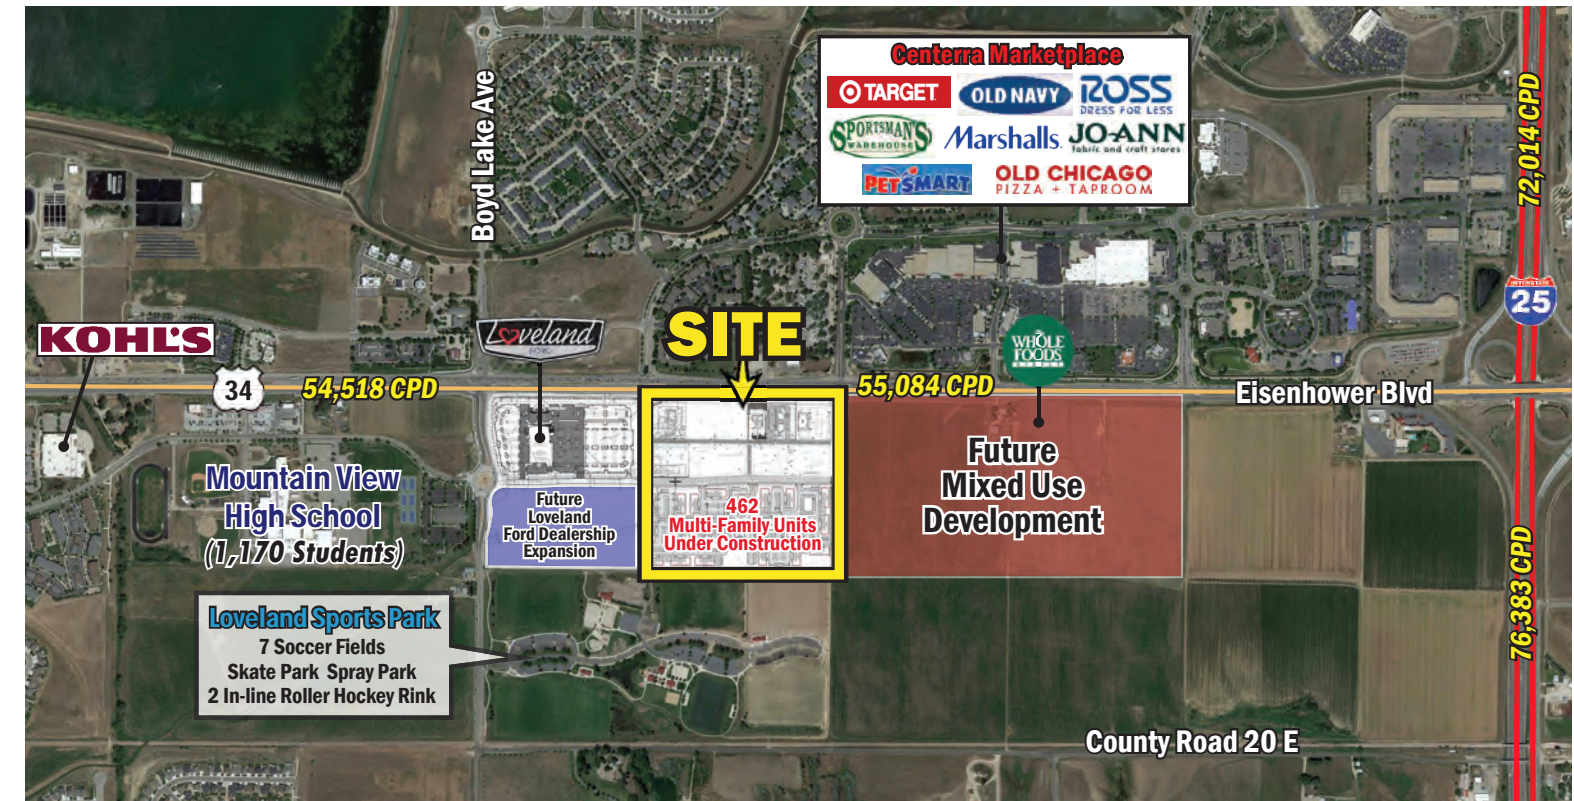 Centerra Marketplace
TARGET
OLD NAVY
ROSS
DRESS FOR LESS
SPORTSMAN'S
WAREHOUSE
Marshalls.
JO-ANN
fabric and craft stores
PETSMART
OLD CHICAGO
PIZZA + TAPROOM
Boyd Lake Ave
72,014 CPD
INTERSTATE
25
KOHL'S
Loveland
FORD
SITE
WHOLE
FOODS
MARKET
34
54,518 CPD
55,084 CPD
Eisenhower Blvd
Mountain View
High School
(1,170 Students)
Future
Loveland
Ford Dealership
Expansion
462
Multi-Family Units
Under Construction
Future
Mixed Use
Development
76,383 CPD
Loveland Sports Park
7 Soccer Fields
Skate Park Spray Park
2 In-line Roller Hockey Rink
County Road 20 E